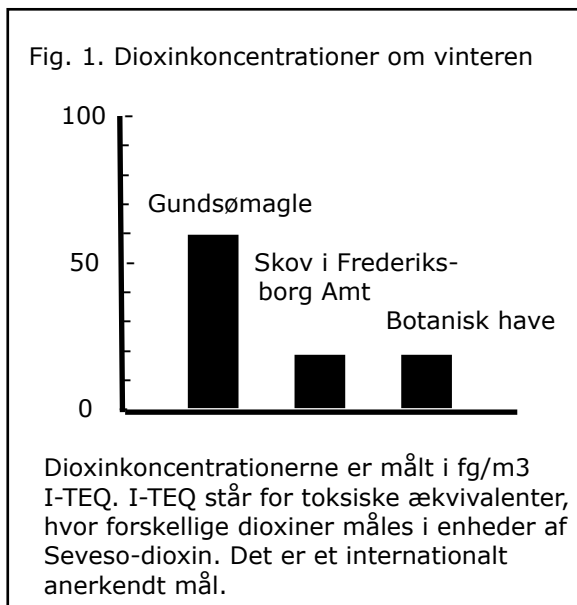 Fig. 1. Dioxinkoncentrationer om vinteren
100
Gundsømagle
50
Skov i Frederiks-
borg Amt
Botanisk have
0
Dioxinkoncentrationerne er målt i fg/m3
I-TEQ. I-TEQ står for toksiske ækvivalenter,
hvor forskellige dioxiner måles i enheder af
Seveso-dioxin. Det er et internationalt
anerkendt mål.